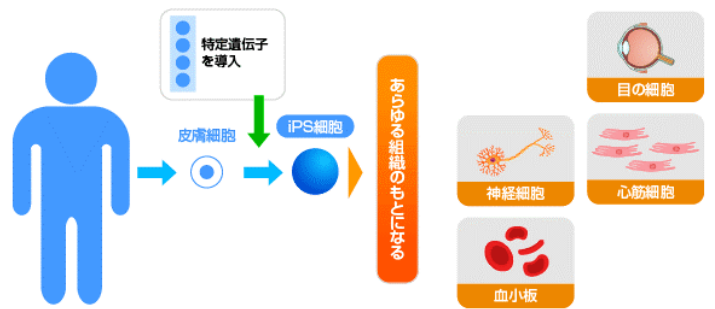 特定遺伝子
を導入
皮膚細胞
iPS細胞
あらゆる組織のもとになる
目の細胞
神経細胞
心筋細胞
血小板